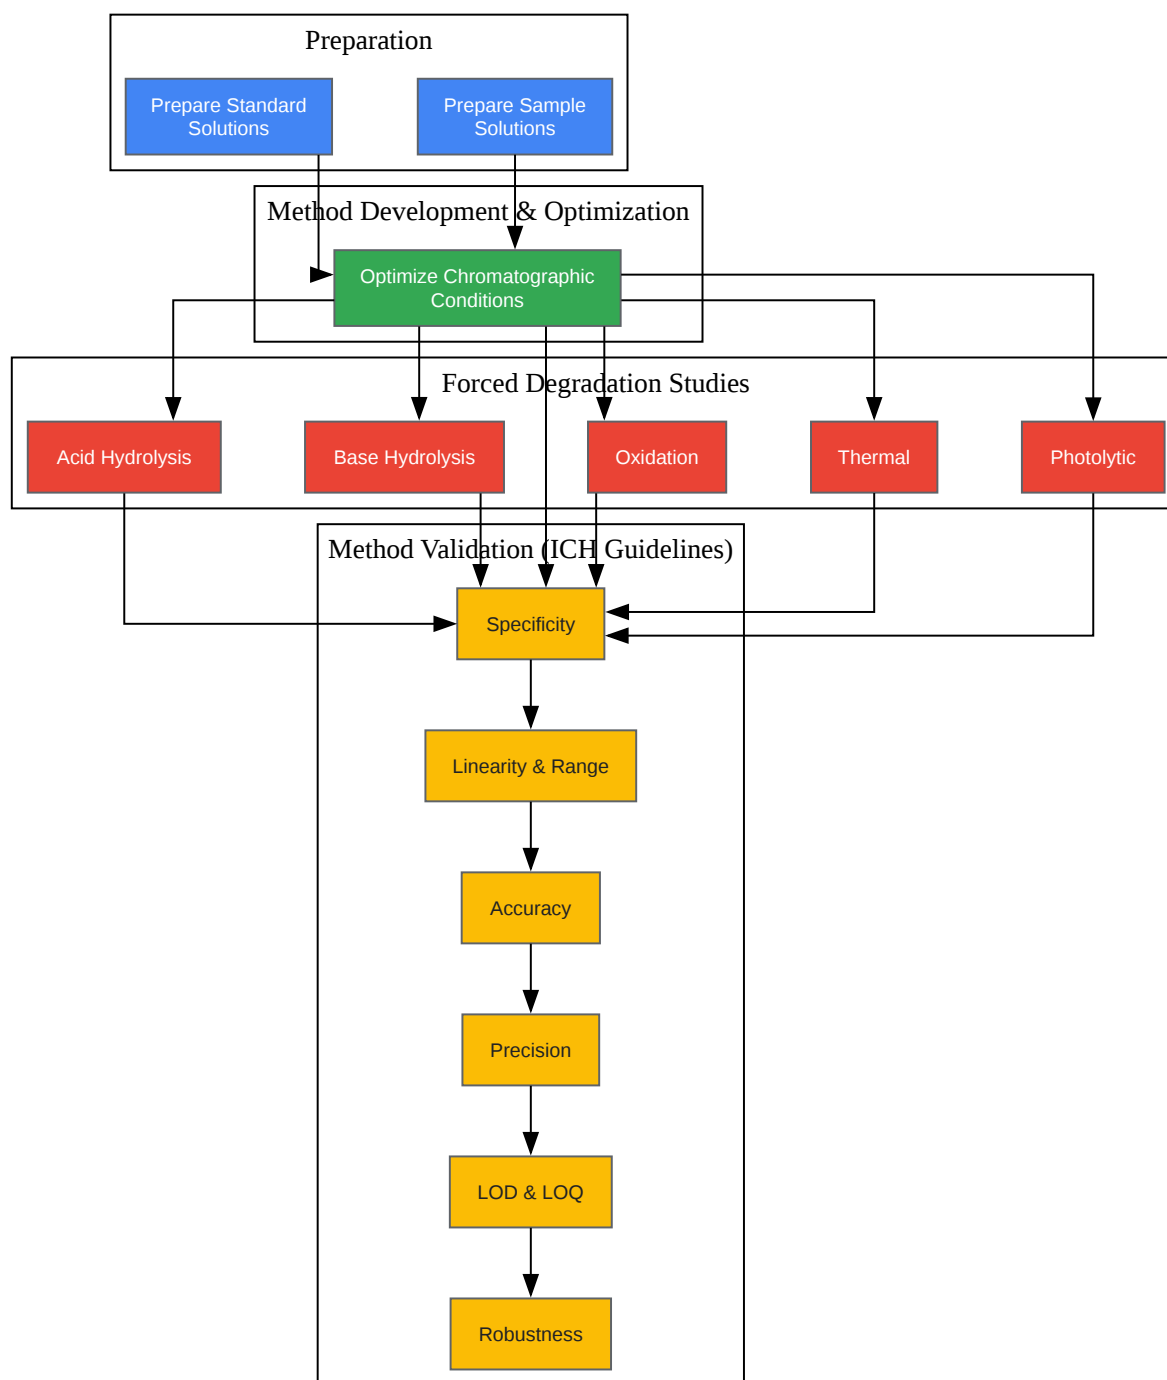 Preparation
Prepare Standard
Solutions
Prepare Sample
Solutions
Method Development & Optimization
Optimize Chromatographic
Conditions
Forced Degradation Studies
Acid Hydrolysis
Base Hydrolysis
Oxidation
Thermal
Photolytic
Method Validation (ICH Guidelines)
Specificity
Linearity & Range
Accuracy
Precision
LOD & LOQ
Robustness